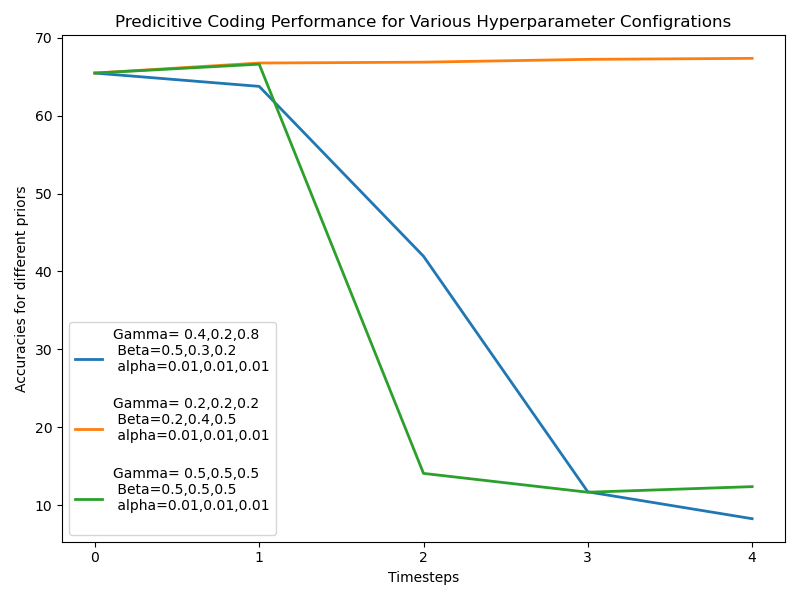 Predicitive Coding Performance for Various Hyperparameter Configrations
Accuracies for different priors
70
60
50
40
30
20
10
Gamma= 0.4,0.2,0.8
Beta=0.5,0.3,0.2
alpha=0.01,0.01,0.01
Gamma= 0.2,0.2,0.2
Beta=0.2,0.4,0.5
alpha=0.01,0.01,0.01
Gamma= 0.5,0.5,0.5
Beta=0.5,0.5,0.5
alpha=0.01,0.01,0.01
0 1 2 3 4
Timesteps